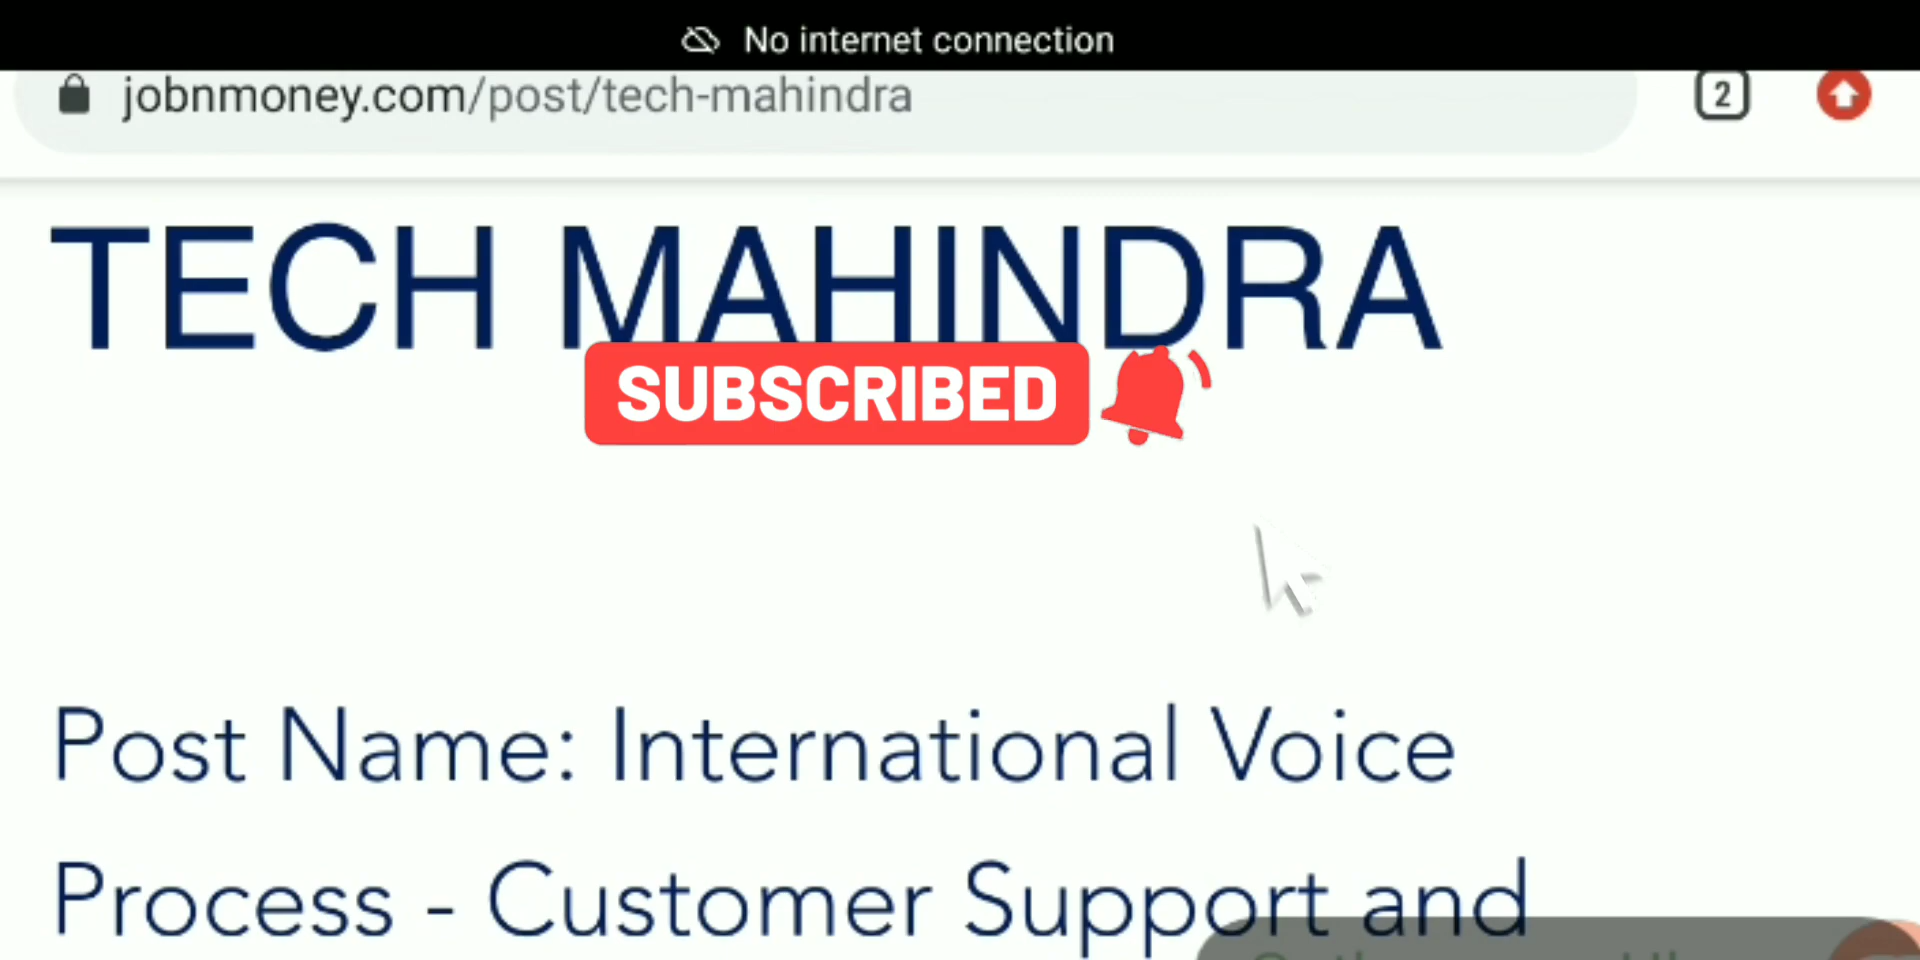 No internet connection
jobnmoney.com/post/tech-mahindra
2
TECH MAHINDRA
SUBSCRIBED
Post Name: International Voice
Process - Customer Support and